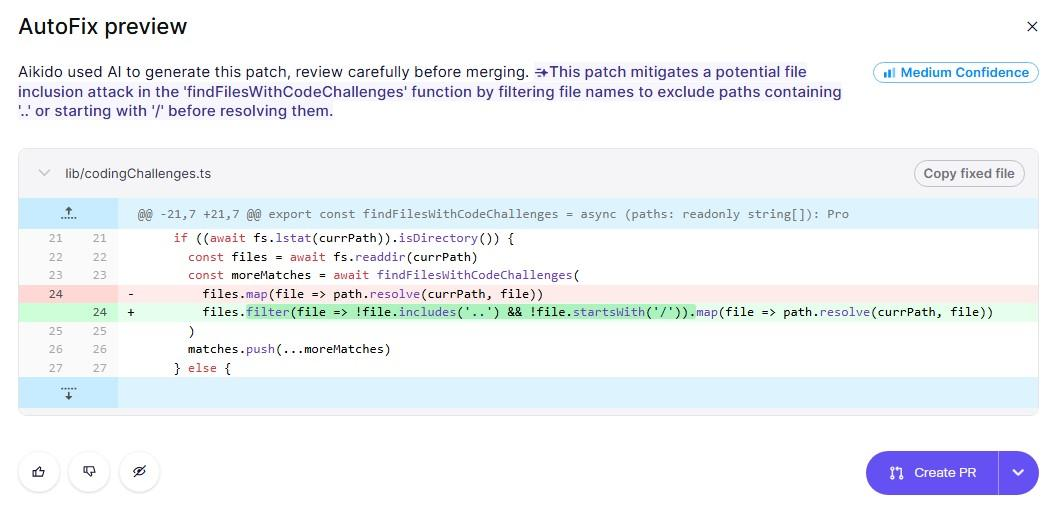 AutoFix preview
Aikido used AI to generate this patch, review carefully before merging. This patch mitigates a potential file
inclusion attack in the 'findFilesWithCodeChallenges' function by filtering file names to exclude paths containing
'..' or starting with '/' before resolving them.
Medium Confidence
lib/codingChallenges.ts
Copy fixed file
@@ -21,7 +21,7 @@ export const findFilesWithCodeChallenges = async (paths: readonly string[]): Pro
21 21 if ((await fs.lstat(currPath)).isDirectory()) {
22 22 const files = await fs.readdir(currPath)
23 23 const moreMatches = await findFilesWithCodeChallenges(
24 - files.map(file => path.resolve(currPath, file))
24 + files.filter(file => !file.includes('..') && !file.startsWith('/')).map(file => path.resolve(currPath, file))
25 25 )
26 26 matches.push(...moreMatches)
27 27 } else {
Create PR